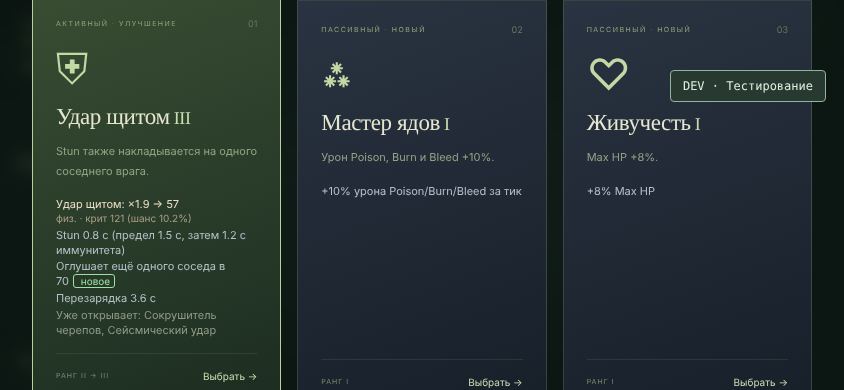 АКТИВНЫЙ · УЛУЧШЕНИЕ
01
Удар щитом III
Stun также накладывается на одного
соседнего врага.
Удар щитом: ×1.9 → 57
физ. · крит 121 (шанс 10.2%)
Stun 0.8 с (предел 1.5 с, затем 1.2 с
иммунитета)
Оглушает ещё одного соседа в
70 новое
Перезарядка 3.6 с
Уже открывает: Сокрушитель
черепов, Сейсмический удар
РАНГ II → III
Выбрать →
ПАССИВНЫЙ · НОВЫЙ
02
Мастер ядов I
Урон Poison, Burn и Bleed +10%.
+10% урона Poison/Burn/Bleed за тик
РАНГ I
Выбрать →
ПАССИВНЫЙ · НОВЫЙ
03
DEV · Тестирование
Живучесть I
Max HP +8%.
+8% Max HP
РАНГ I
Выбрать →